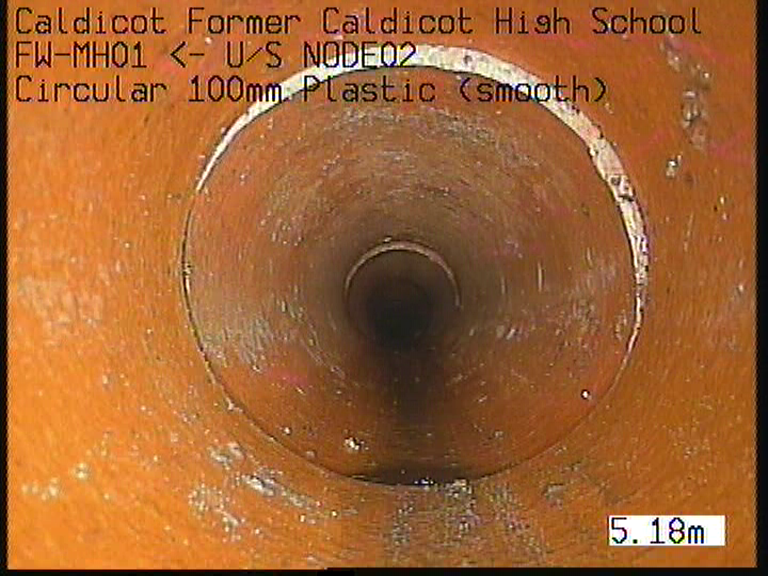 Caldicot Former Caldicot High School
FW-MH01 <- U/S NODE02
Circular 100mm Plastic (smooth)
5.18m